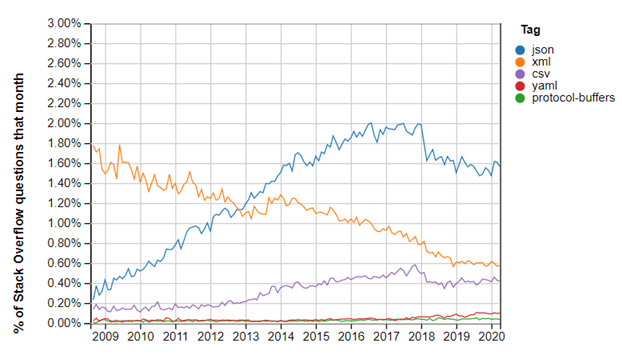 % of Stack Overflow questions that month
3.00%
2.80%
2.60%
2.40%
2.20%
2.00%
1.80%
1.60%
1.40%
1.20%
1.00%
0.80%
0.60%
0.40%
0.20%
0.00%
2009 2010 2011 2012 2013 2014 2015 2016 2017 2018 2019 2020
Tag
json
xml
csv
yaml
protocol-buffers